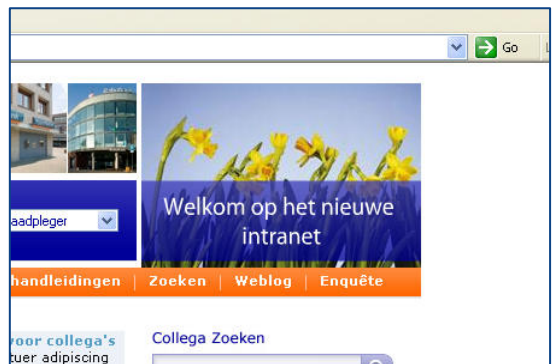 Go
Welkom op het nieuwe
intranet
aadpleger
handleidingen | Zoeken | Weblog | Enquête
voor collega's
tuer adipiscing
Collega Zoeken